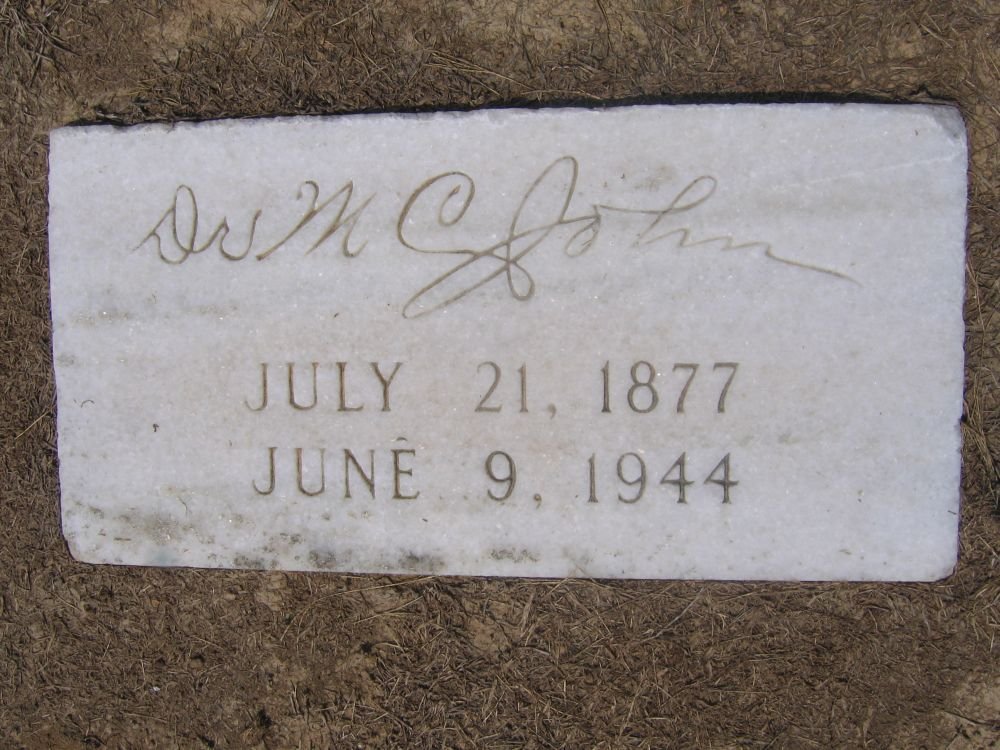 Dr M C John
JULY 21, 1877
JUNE 9, 1944